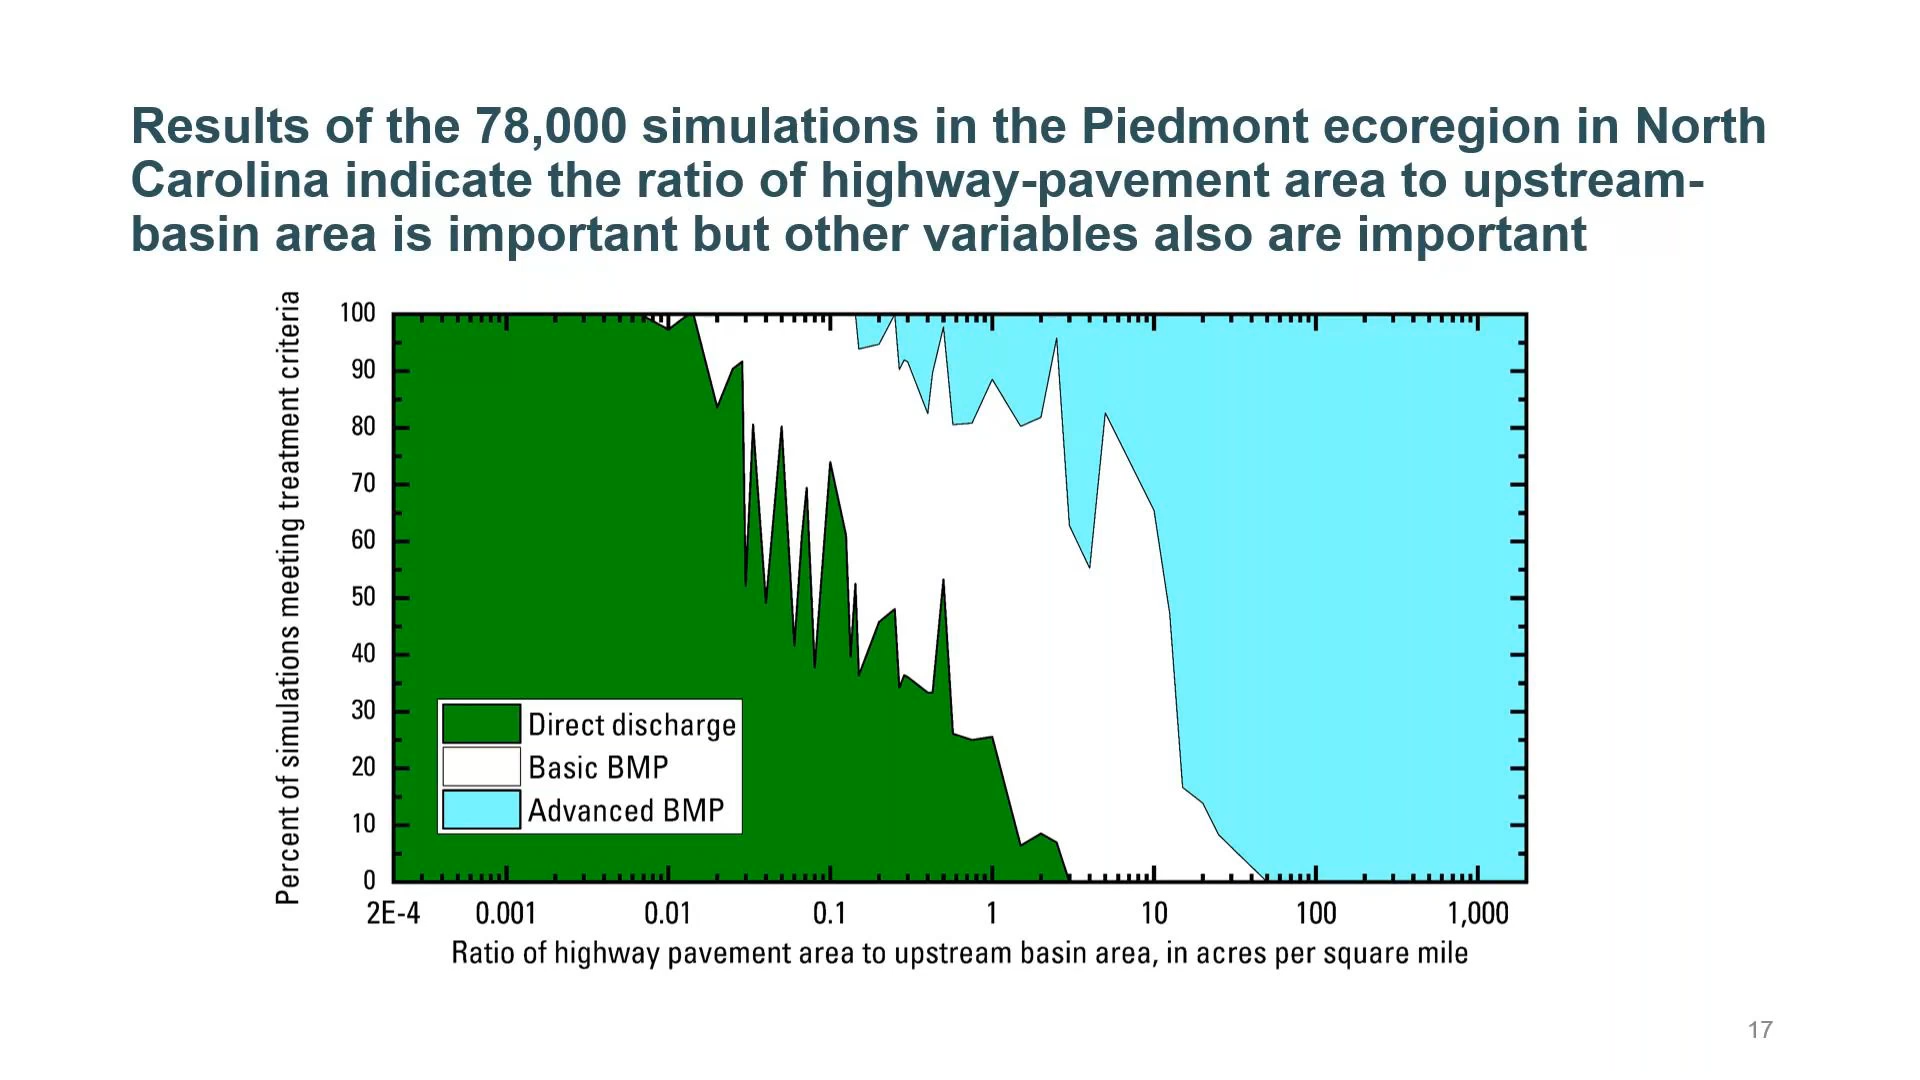 Results of the 78,000 simulations in the Piedmont ecoregion in North
Carolina indicate the ratio of highway-pavement area to upstream-
basin area is important but other variables also are important
Percent of simulations meeting treatment criteria
100
90
80
70
60
50
40
30
20
10
0
Direct discharge
Basic BMP
Advanced BMP
2E-4 0.001 0.01 0.1 1 10 100 1,000
Ratio of highway pavement area to upstream basin area, in acres per square mile
17